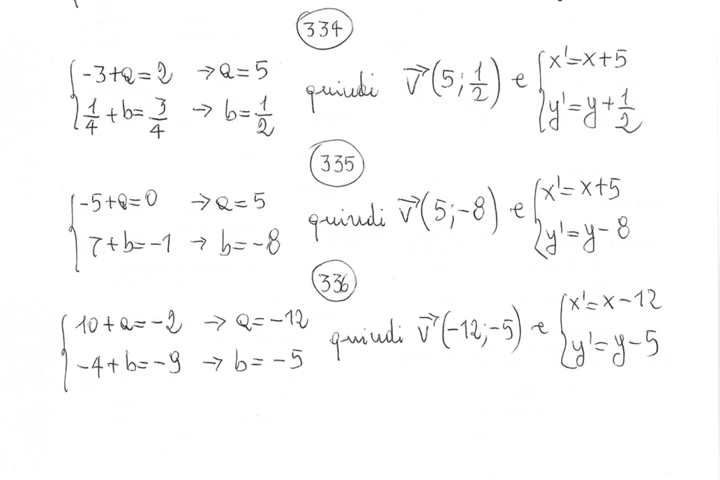 334
-3+a=2 →a=5 quindi v→(5;1/2) e x'=x+5
1/4+b=3/4 → b=1/2 y'=y+1/2
335
-5+a=0 →a=5 quindi v→(5;-8) e x'=x+5
7+b=-1 → b=-8 y'=y-8
336
10+a=-2 → a=-12 quindi v→(-12;-5) e x'=x-12
-4+b=-9 → b=-5 y'=y-5